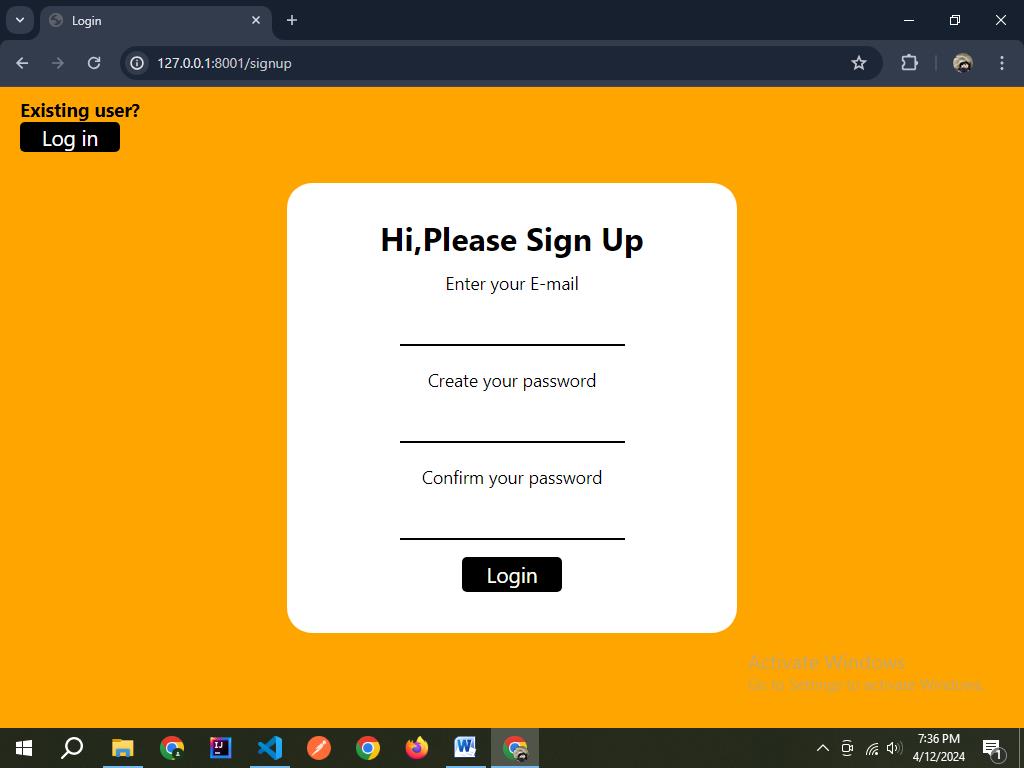 Login
127.0.0.1:8001/signup
Existing user?
Log in
Hi,Please Sign Up
Enter your E-mail
Create your password
Confirm your password
Login
Activate Windows
Go to Settings to activate Windows.
7:36 PM
4/12/2024
1